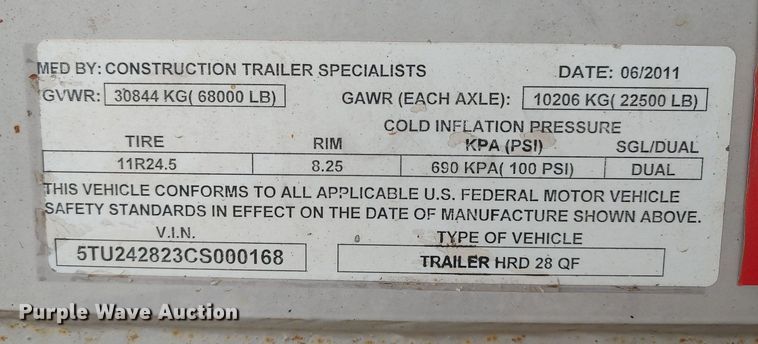 MED BY: CONSTRUCTION TRAILER SPECIALISTS DATE: 06/2011
GVWR: 30844 KG( 68000 LB) GAWR (EACH AXLE): 10206 KG( 22500 LB)
COLD INFLATION PRESSURE
TIRE RIM KPA (PSI) SGL/DUAL
11R24.5 8.25 690 KPA( 100 PSI) DUAL
THIS VEHICLE CONFORMS TO ALL APPLICABLE U.S. FEDERAL MOTOR VEHICLE
SAFETY STANDARDS IN EFFECT ON THE DATE OF MANUFACTURE SHOWN ABOVE.
V.I.N. TYPE OF VEHICLE
5TU242823CS000168 TRAILER HRD 28 QF
Purple Wave Auction